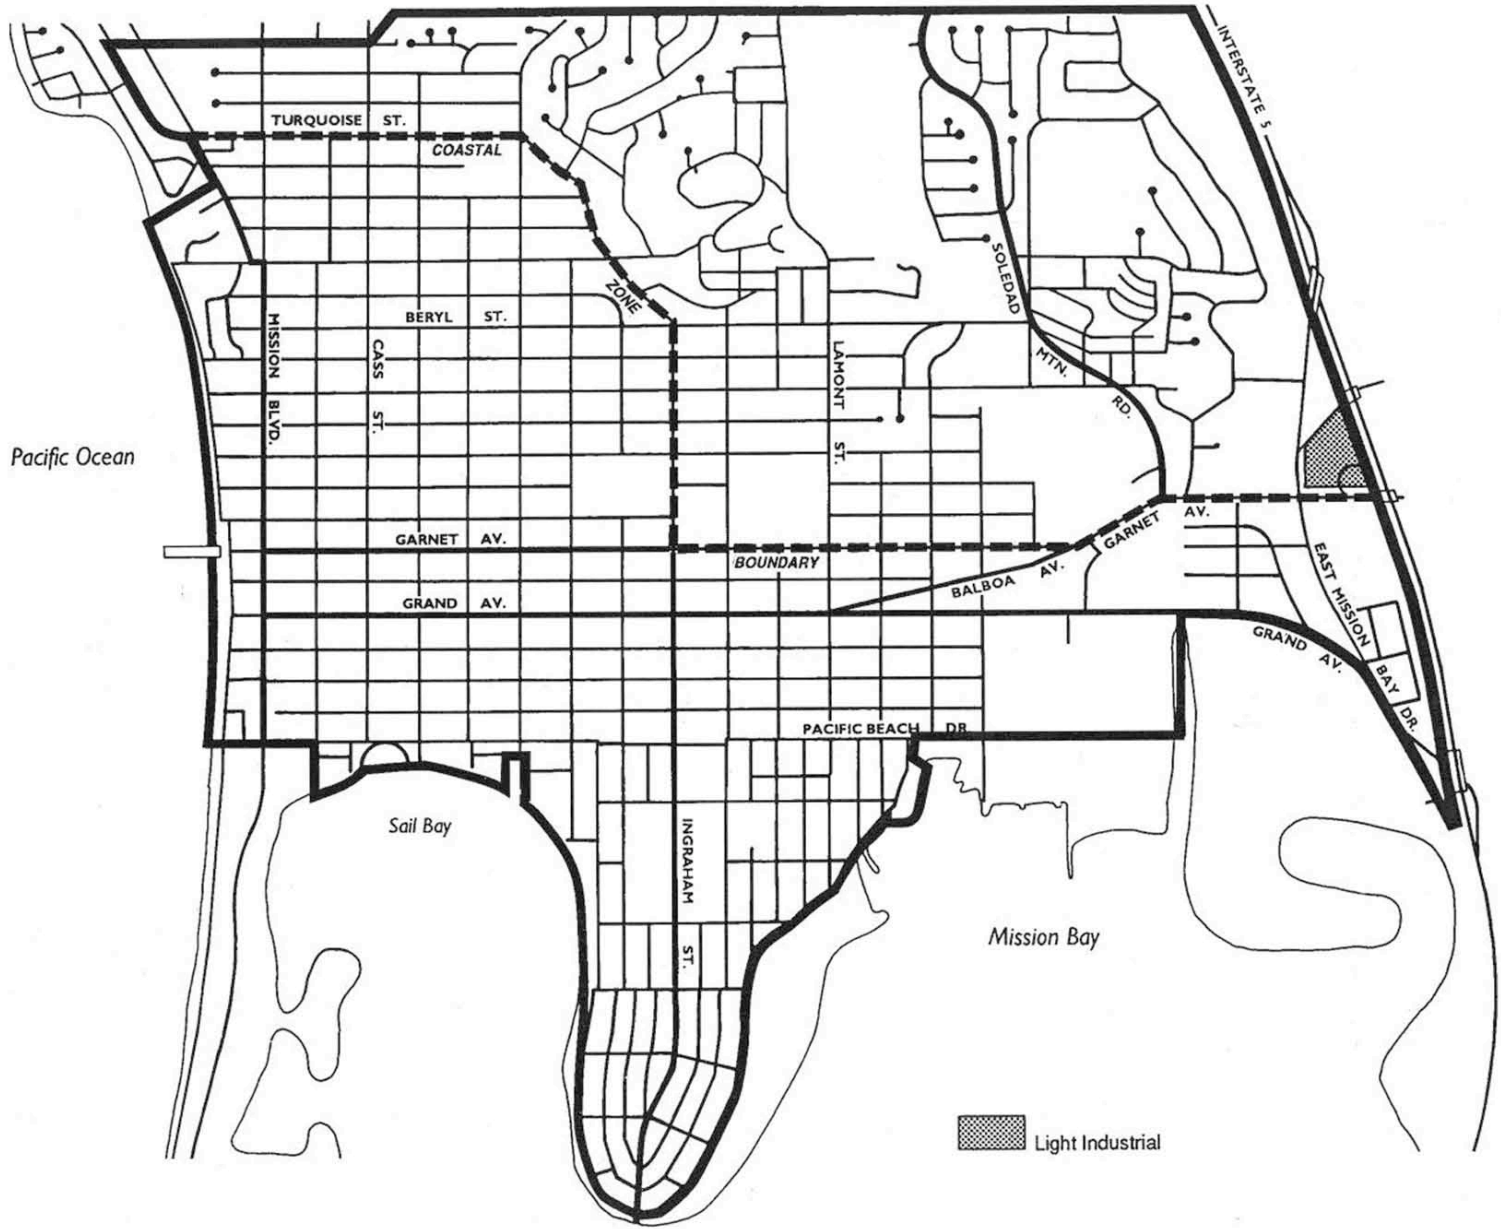 INTERSTATE 5
TURQUOISE ST.
COASTAL
SOLEDAD
ZONE
BERYL ST.
MISSION BLVD.
CASS ST.
LAMONT ST.
MTN.
RD.
Pacific Ocean
GARNET AV.
GARNET AV.
BOUNDARY
BALBOA AV.
EAST MISSION BAY DR.
GRAND AV.
GRAND AV.
PACIFIC BEACH DR.
Sail Bay
INGRAHAM ST.
Mission Bay
Light Industrial